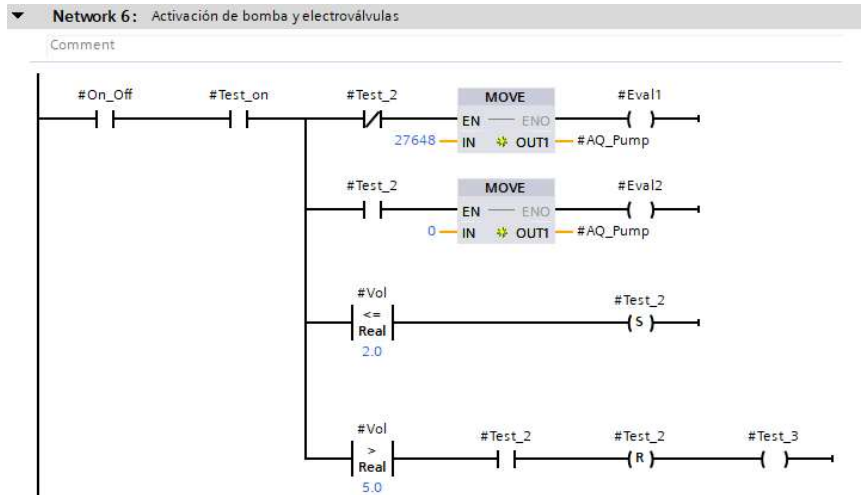 Network 6: Activación de bomba y electroválvulas
Comment
#On_Off #Test_on #Test_2 MOVE #Eval1
EN ENO
27648 IN OUT1 #AQ_Pump
#Test_2 MOVE #Eval2
EN ENO
0 IN OUT1 #AQ_Pump
#Vol #Test_2
<= S
Real
2.0
#Vol #Test_2 #Test_2 #Test_3
> R
Real
5.0